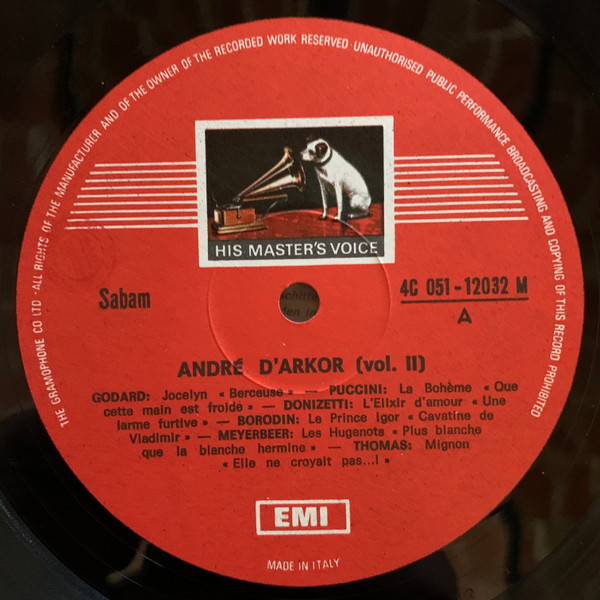 THE GRAMOPHONE CO LTD · ALL RIGHTS OF THE MANUFACTURER AND OF THE OWNER OF THE RECORDED WORK RESERVED · UNAUTHORISED PUBLIC PERFORMANCE BROADCASTING AND COPYING OF THIS RECORD PROHIBITED
HIS MASTER'S VOICE
Sabam
4C 051-12032 M
A
ANDRÉ D'ARKOR (vol. II)
GODARD: Jocelyn « Berceuse » — PUCCINI: La Bohème « Que
cette main est froide » — DONIZETTI: L'Elixir d'amour « Une
larme furtive » — BORODIN: Le Prince Igor « Cavatine de
Vladimir » — MEYERBEER: Les Hugenots « Plus blanche
que la blanche hermine » — THOMAS: Mignon
« Elle ne croyait pas...! »
EMI
MADE IN ITALY